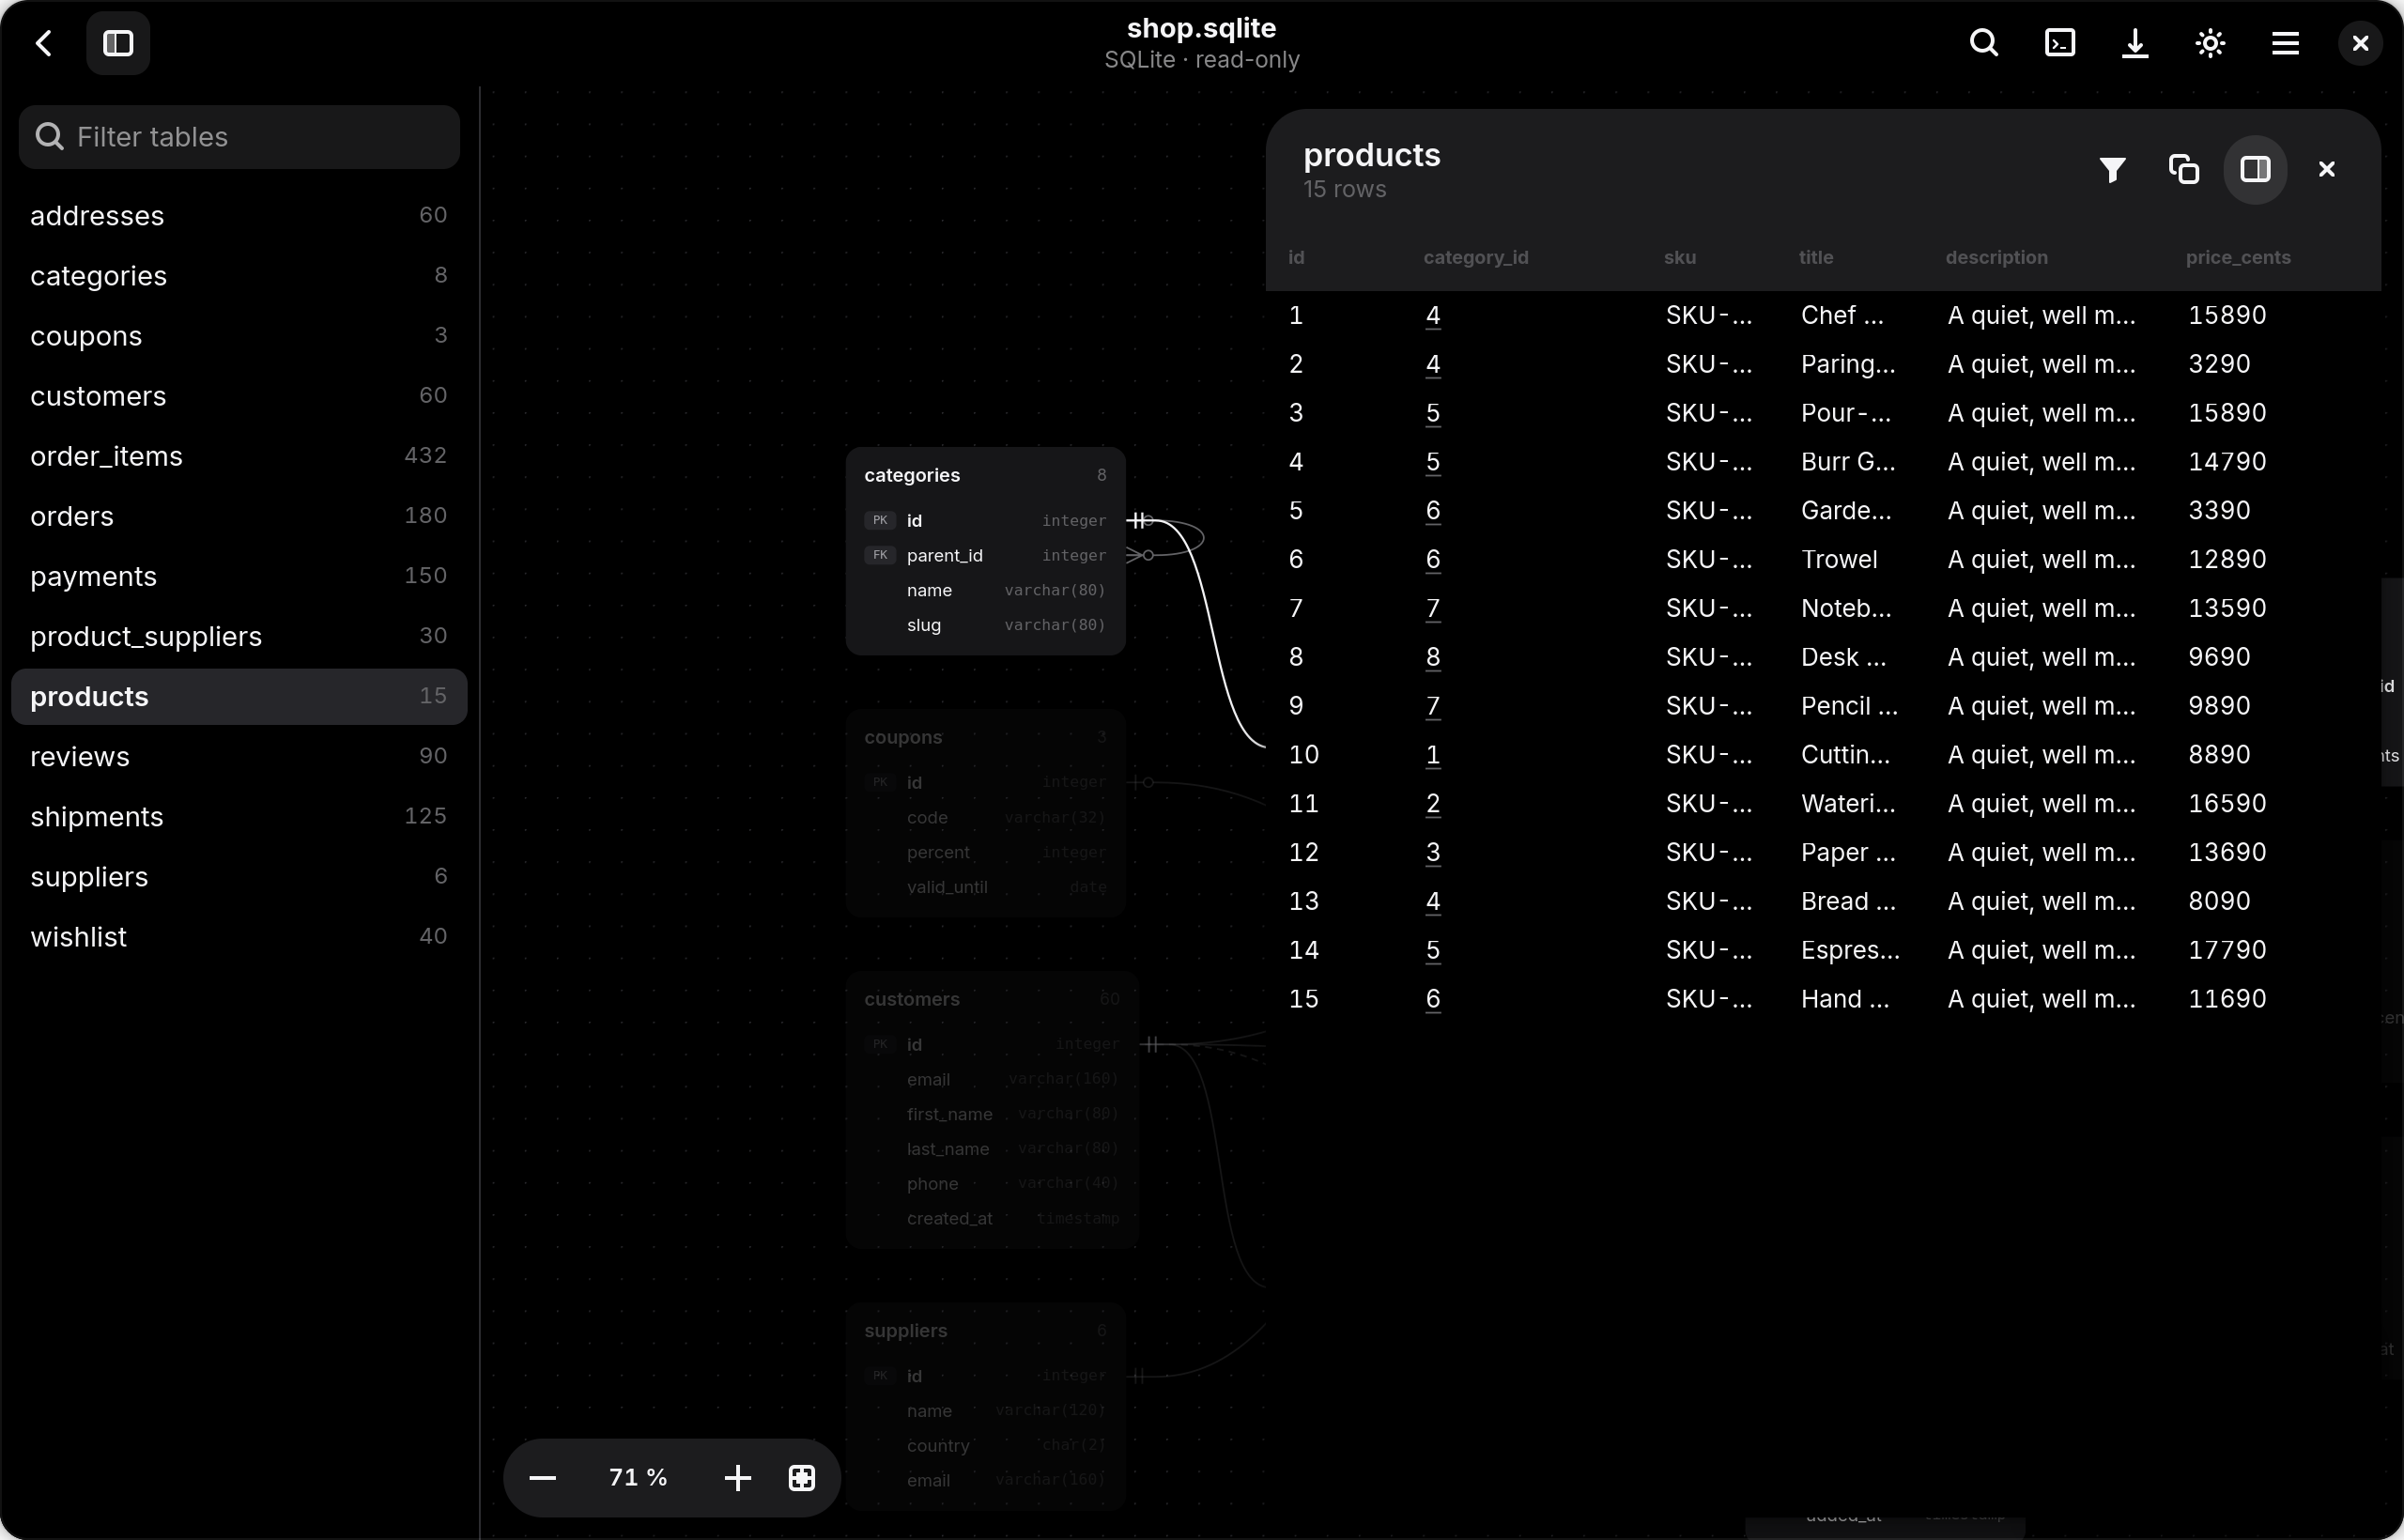 shop.sqlite
SQLite · read-only
Filter tables
addresses 60
categories 8
coupons 3
customers 60
order_items 432
orders 180
payments 150
product_suppliers 30
products 15
reviews 90
shipments 125
suppliers 6
wishlist 40
categories 8
PK id integer
FK parent_id integer
name varchar(80)
slug varchar(80)
coupons 3
PK id integer
code varchar(32)
percent integer
valid_until date
customers 60
PK id integer
email varchar(160)
first_name varchar(80)
last_name varchar(80)
phone varchar(40)
created_at timestamp
suppliers 6
PK id integer
name varchar(120)
country char(2)
email varchar(160)
71 %
products
15 rows
id category_id sku title description price_cents
1 4 SKU-... Chef ... A quiet, well m... 15890
2 4 SKU-... Paring... A quiet, well m... 3290
3 5 SKU-... Pour-... A quiet, well m... 15890
4 5 SKU-... Burr G... A quiet, well m... 14790
5 6 SKU-... Garde... A quiet, well m... 3390
6 6 SKU-... Trowel A quiet, well m... 12890
7 7 SKU-... Noteb... A quiet, well m... 13590
8 8 SKU-... Desk ... A quiet, well m... 9690
9 7 SKU-... Pencil ... A quiet, well m... 9890
10 1 SKU-... Cuttin... A quiet, well m... 8890
11 2 SKU-... Wateri... A quiet, well m... 16590
12 3 SKU-... Paper ... A quiet, well m... 13690
13 4 SKU-... Bread ... A quiet, well m... 8090
14 5 SKU-... Espres... A quiet, well m... 17790
15 6 SKU-... Hand ... A quiet, well m... 11690
id
added_at timestamp